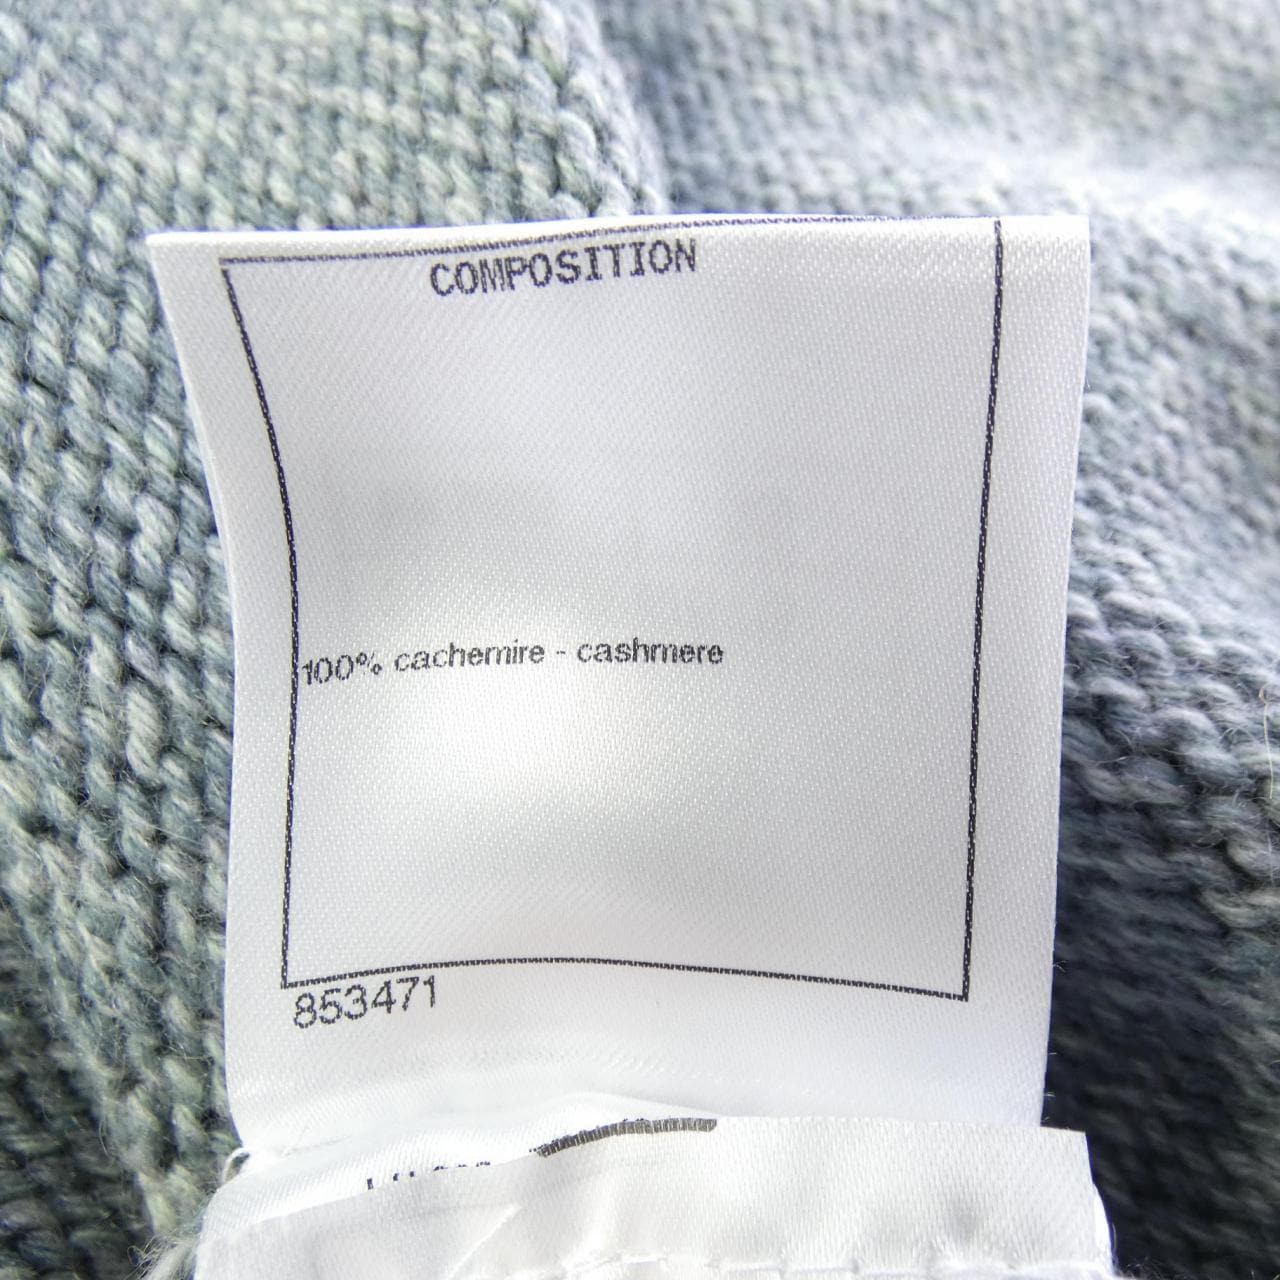 COMPOSITION
100% cachemire - cashmere
853471